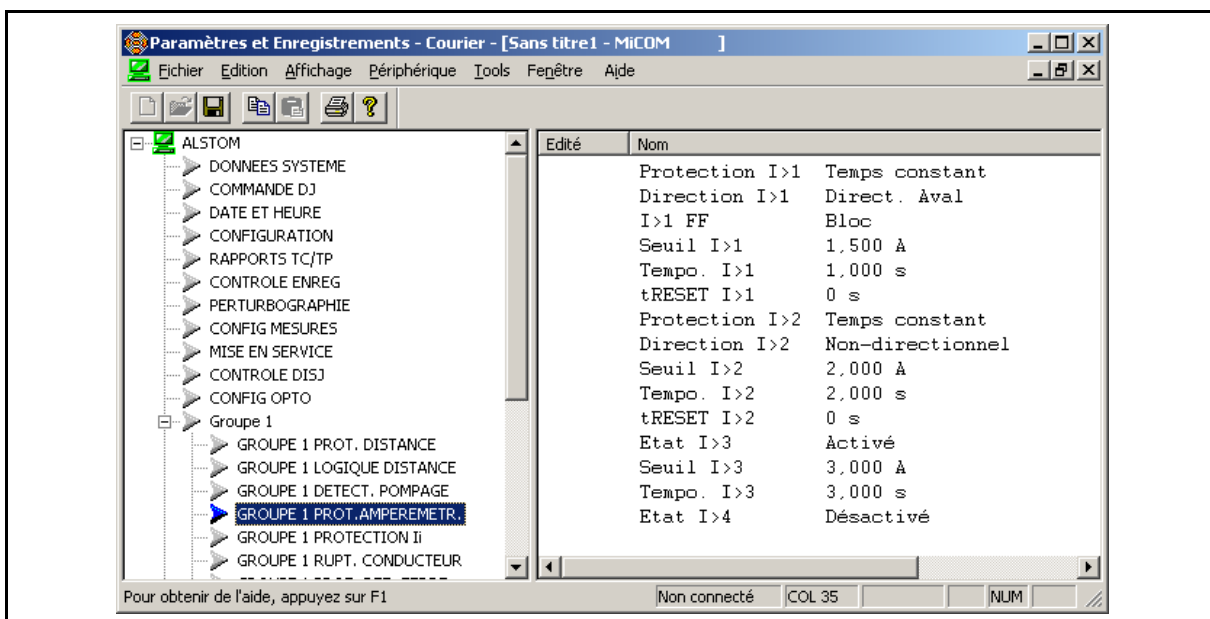 Paramètres et Enregistrements - Courier - [Sans titre1 - MiCOM ]
Fichier Edition Affichage Périphérique Tools Fenêtre Aide
ALSTOM
DONNEES SYSTEME
COMMANDE DJ
DATE ET HEURE
CONFIGURATION
RAPPORTS TC/TP
CONTROLE ENREG
PERTURBOGRAPHIE
CONFIG MESURES
MISE EN SERVICE
CONTROLE DISJ
CONFIG OPTO
Groupe 1
GROUPE 1 PROT. DISTANCE
GROUPE 1 LOGIQUE DISTANCE
GROUPE 1 DETECT. POMPAGE
GROUPE 1 PROT.AMPEREMETR.
GROUPE 1 PROTECTION Ii
GROUPE 1 RUPT. CONDUCTEUR
Edité Nom
Protection I>1 Temps constant
Direction I>1 Direct. Aval
I>1 FF Bloc
Seuil I>1 1,500 A
Tempo. I>1 1,000 s
tRESET I>1 0 s
Protection I>2 Temps constant
Direction I>2 Non-directionnel
Seuil I>2 2,000 A
Tempo. I>2 2,000 s
tRESET I>2 0 s
Etat I>3 Activé
Seuil I>3 3,000 A
Tempo. I>3 3,000 s
Etat I>4 Désactivé
Pour obtenir de l'aide, appuyez sur F1 Non connecté COL 35 NUM